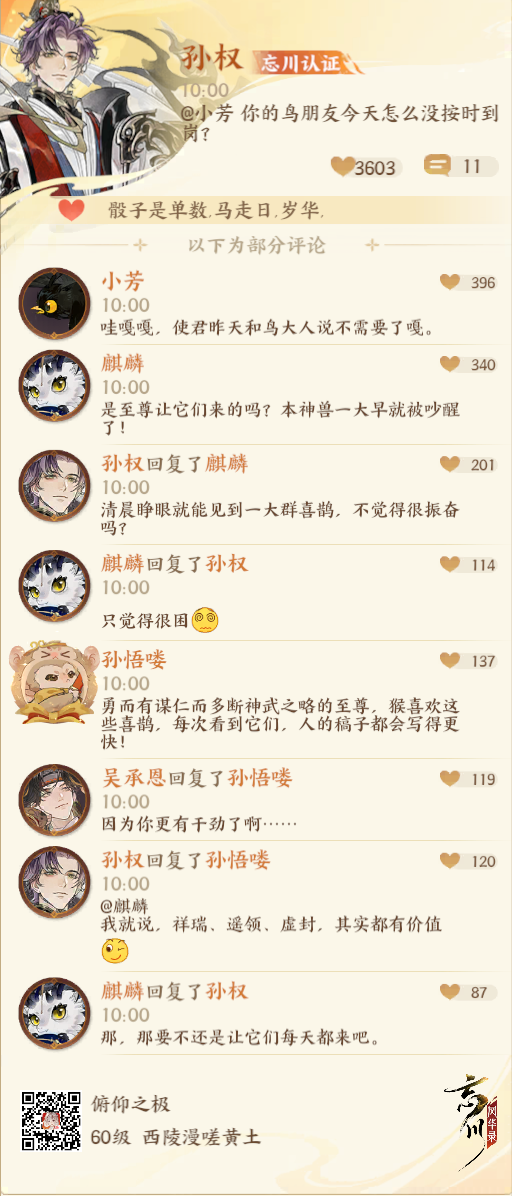 孙权 忘川认证
10:00
@小芳 你的鸟朋友今天怎么没按时到
岗？
3603 11
骰子是单数,马走日,岁华,
以下为部分评论
小芳 396
10:00
哇嘎嘎，使君昨天和鸟大人说不需要了嘎。
麒麟 340
10:00
是至尊让它们来的吗？本神兽一大早就被吵醒
了！
孙权回复了麒麟 201
10:00
清晨睁眼就能见到一大群喜鹊，不觉得很振奋
吗？
麒麟回复了孙权 114
10:00
只觉得很困
孙悟喽 137
10:00
勇而有谋仁而多断神武之略的至尊，猴喜欢这
些喜鹊，每次看到它们，人的稿子都会写得更
快！
吴承恩回复了孙悟喽 119
10:00
因为你更有干劲了啊……
孙权回复了孙悟喽 120
10:00
@麒麟
我就说，祥瑞、遥领、虚封，其实都有价值
麒麟回复了孙权 87
10:00
那，那要不还是让它们每天都来吧。
俯仰之极
60级 西陵漫嗟黄土
忘川
风华录